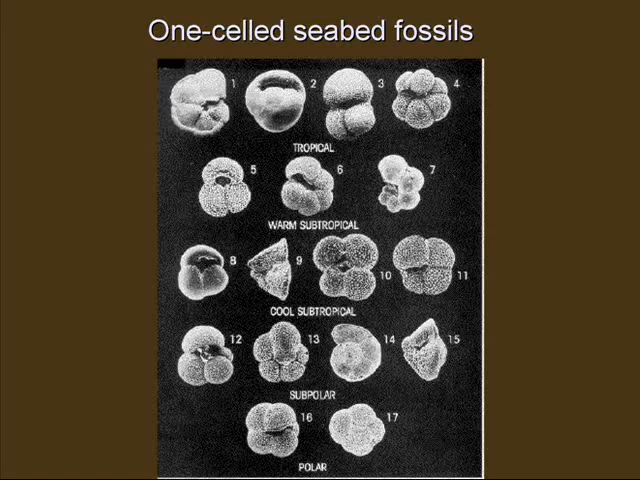 One-celled seabed fossils
1 2 3 4
TROPICAL
5 6 7
WARM SUBTROPICAL
8 9 10 11
COOL SUBTROPICAL
12 13 14 15
SUBPOLAR
16 17
POLAR